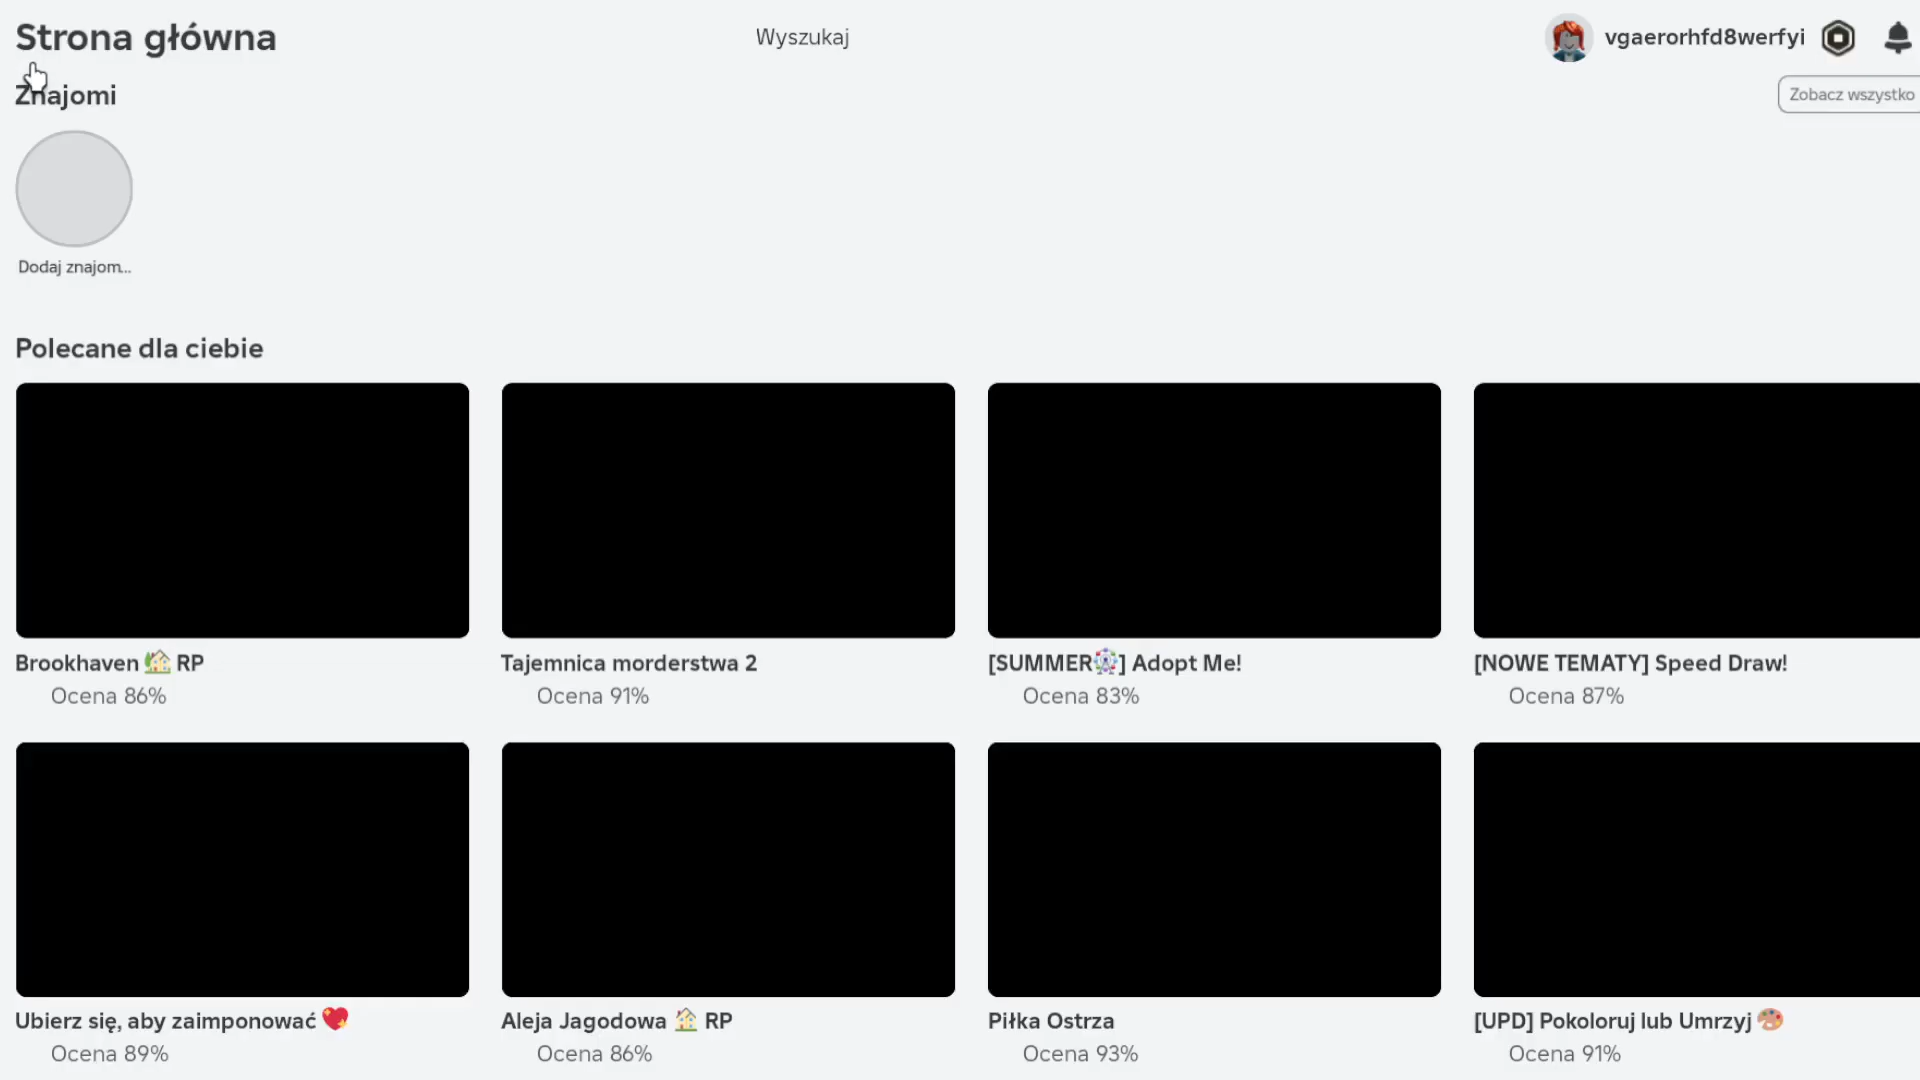 Strona główna
Wyszukaj
vgaerorhfd8werfyi
Znajomi
Zobacz wszystko
Dodaj znajom...
Polecane dla ciebie
Brookhaven 🏡 RP
Tajemnica morderstwa 2
[SUMMER🎡] Adopt Me!
[NOWE TEMATY] Speed Draw!
Ocena 86%
Ocena 91%
Ocena 83%
Ocena 87%
Ubierz się, aby zaimponować 💖
Aleja Jagodowa 🏠 RP
Piłka Ostrza
[UPD] Pokoloruj lub Umrzyj 🎨
Ocena 89%
Ocena 86%
Ocena 93%
Ocena 91%